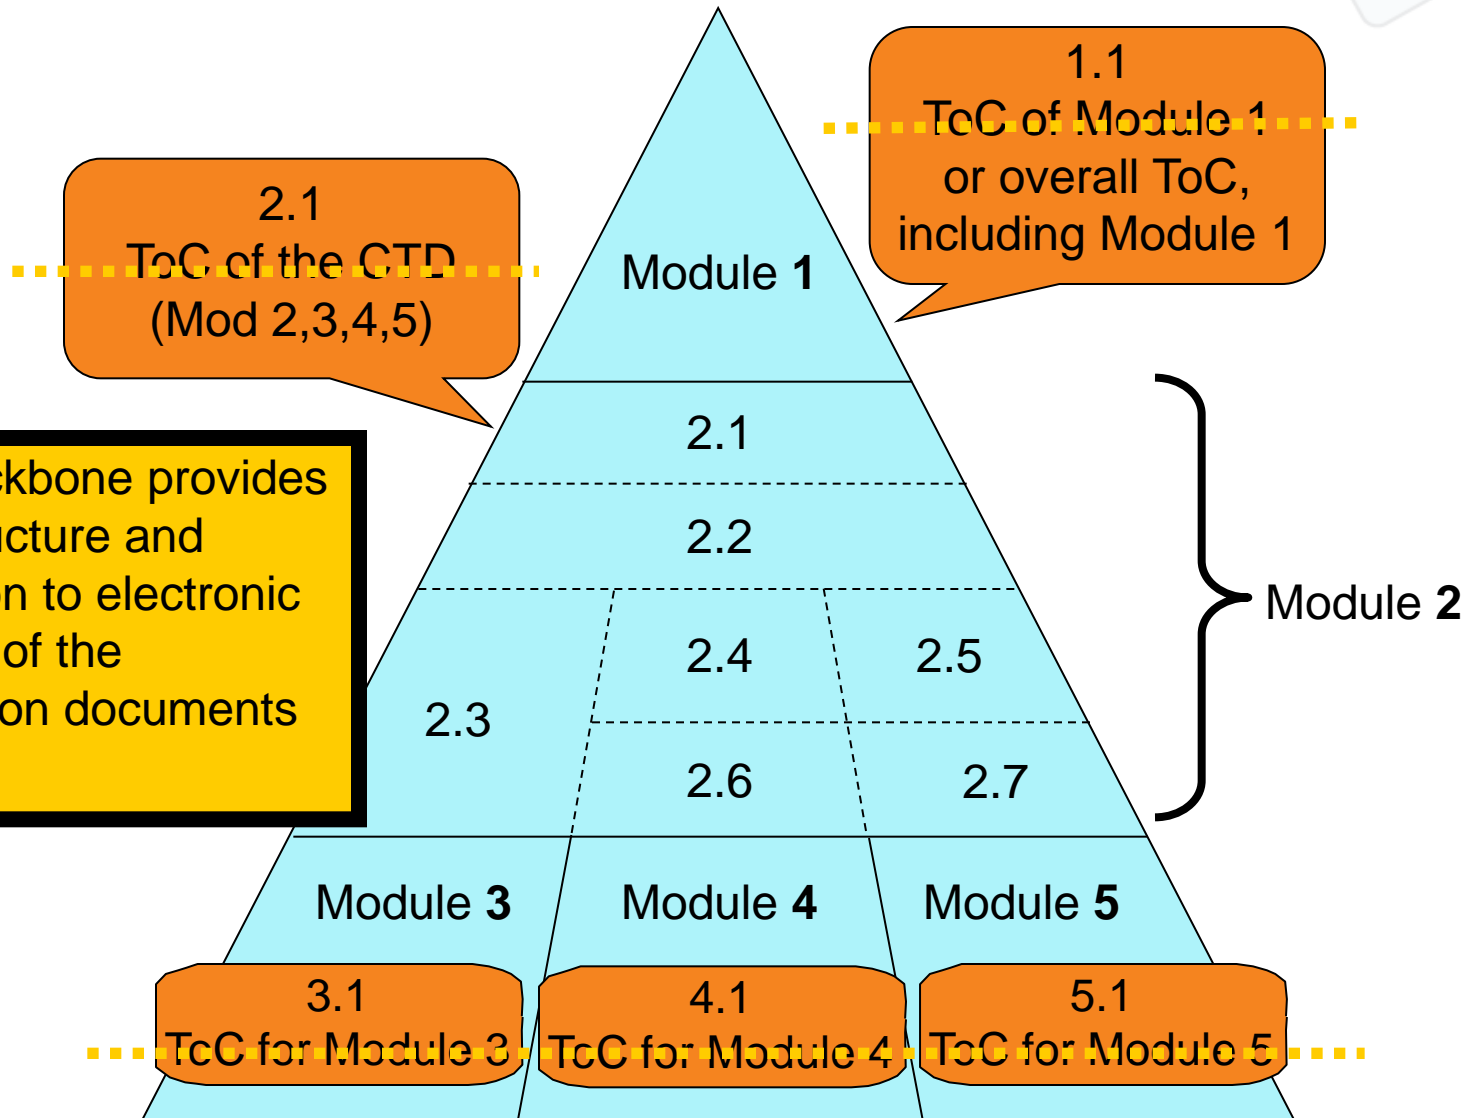 1.1
ToC of Module 1
or overall ToC,
including Module 1
2.1
ToC of the CTD
(Mod 2,3,4,5)
Module 1
2.1
2.2
provides
and
to electronic
of the
documents
2.3
2.4
2.5
2.6
2.7
Module 2
Module 3
Module 4
Module 5
3.1
ToC for Module 3
4.1
ToC for Module 4
5.1
ToC for Module 5